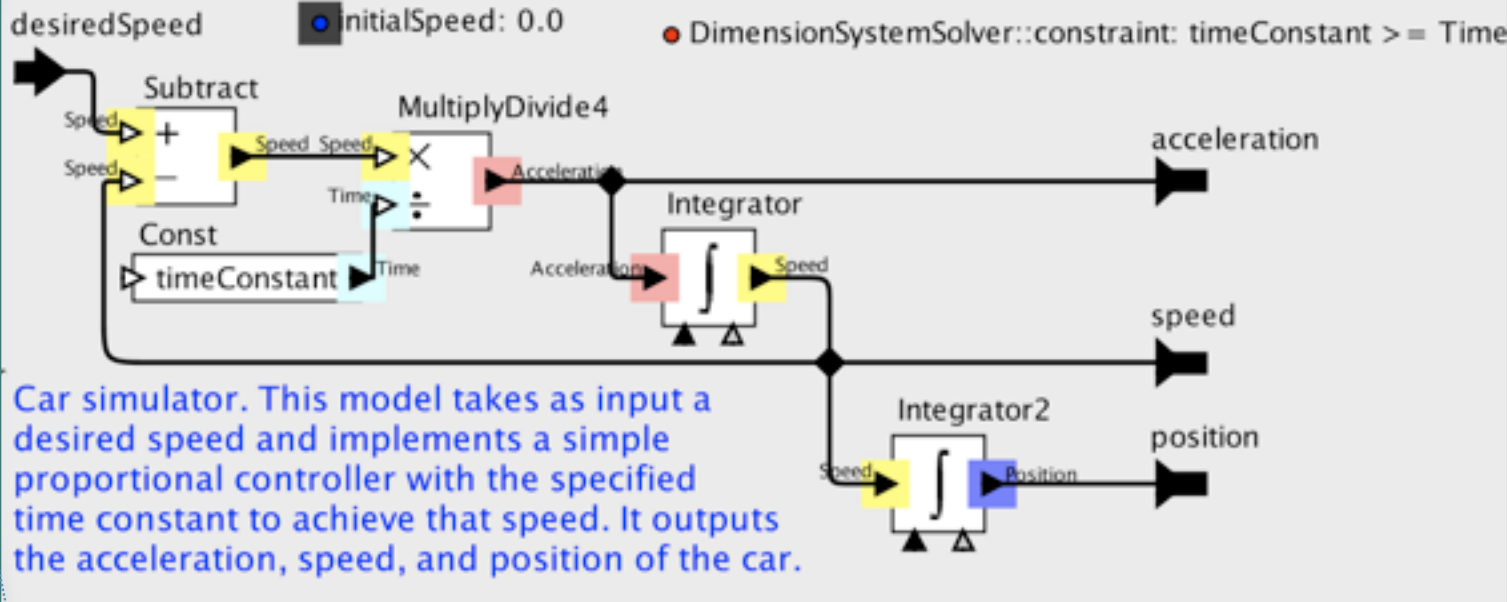 desiredSpeed
initialSpeed: 0.0
DimensionSystemSolver::constraint: timeConstant >= Time
Subtract
MultiplyDivide4
Speed
+
Speed
−
Speed
Speed
×
Time
÷
Acceleration
acceleration
Const
timeConstant
Time
Integrator
Acceleration
∫
Speed
speed
Integrator2
Speed
∫
Position
position
Car simulator. This model takes as input a
desired speed and implements a simple
proportional controller with the specified
time constant to achieve that speed. It outputs
the acceleration, speed, and position of the car.